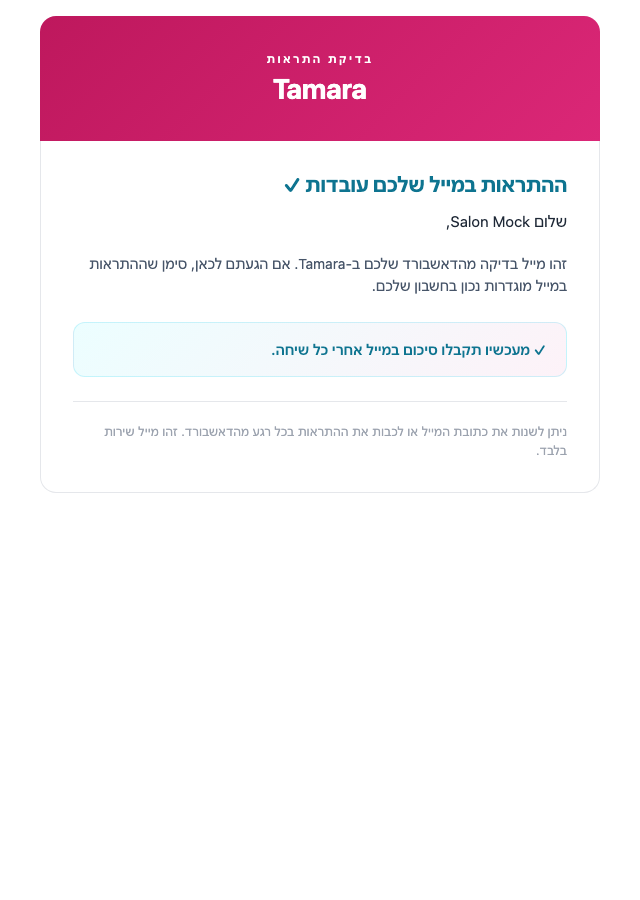 בדיקת התראות
Tamara
ההתראות במייל שלכם עובדות ✓
שלום Salon Mock,
זהו מייל בדיקה מהדאשבורד שלכם ב-Tamara. אם הגעתם לכאן, סימן שההתראות
במייל מוגדרות נכון בחשבון שלכם.
✓ מעכשיו תקבלו סיכום במייל אחרי כל שיחה.
ניתן לשנות את כתובת המייל או לכבות את ההתראות בכל רגע מהדאשבורד. זהו מייל שירות
בלבד.